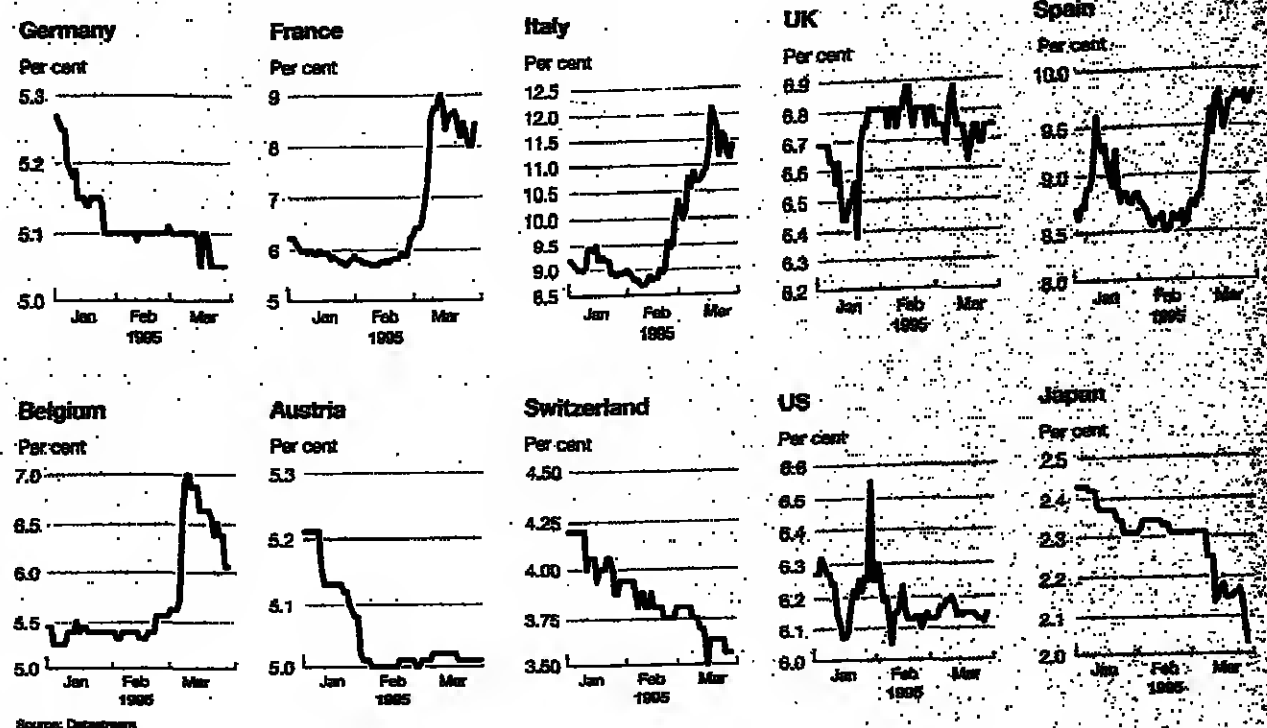 Germany
Per cent
5.3
5.2
5.1
5.0
Jan Feb Mar
1995
France
Per cent
9
8
7
6
5
Jan Feb Mar
1995
Italy
Per cent
12.5
12.0
11.5
11.0
10.5
10.0
9.5
9.0
8.5
Jan Feb Mar
1995
UK
Per cent
6.9
6.8
6.7
6.6
6.5
6.4
6.3
6.2
Jan Feb Mar
1995
Spain
Per cent
10.0
9.5
9.0
8.5
8.0
Jan Feb Mar
1995
Belgium
Per cent
7.0
6.5
6.0
5.5
5.0
Jan Feb Mar
1995
Austria
Per cent
5.3
5.2
5.1
5.0
Jan Feb Mar
1995
Switzerland
Per cent
4.50
4.25
4.00
3.75
3.50
Jan Feb Mar
1995
US
Per cent
6.6
6.5
6.4
6.3
6.2
6.1
6.0
Jan Feb Mar
1995
Japan
Per cent
2.5
2.4
2.3
2.2
2.1
2.0
Jan Feb Mar
1995
Source: Datastream